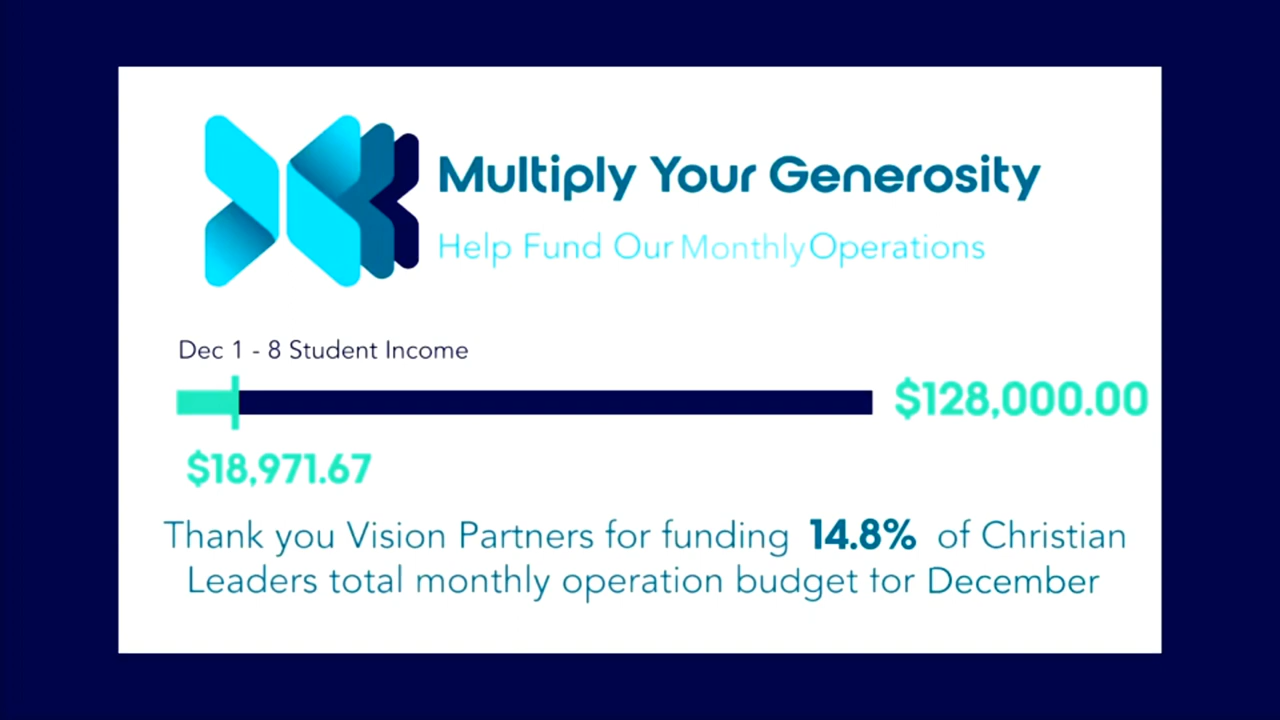 Multiply Your Generosity
Help Fund Our Monthly Operations
Dec 1 - 8 Student Income
$128,000.00
$18,971.67
Thank you Vision Partners for funding 14.8% of Christian
Leaders total monthly operation budget for December